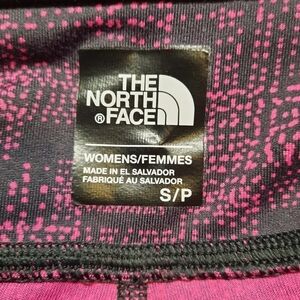 THE
NORTH
®FACE
WOMENS/FEMMES
MADE IN EL SALVADOR
FABRIQUÉ AU SALVADOR
S/P